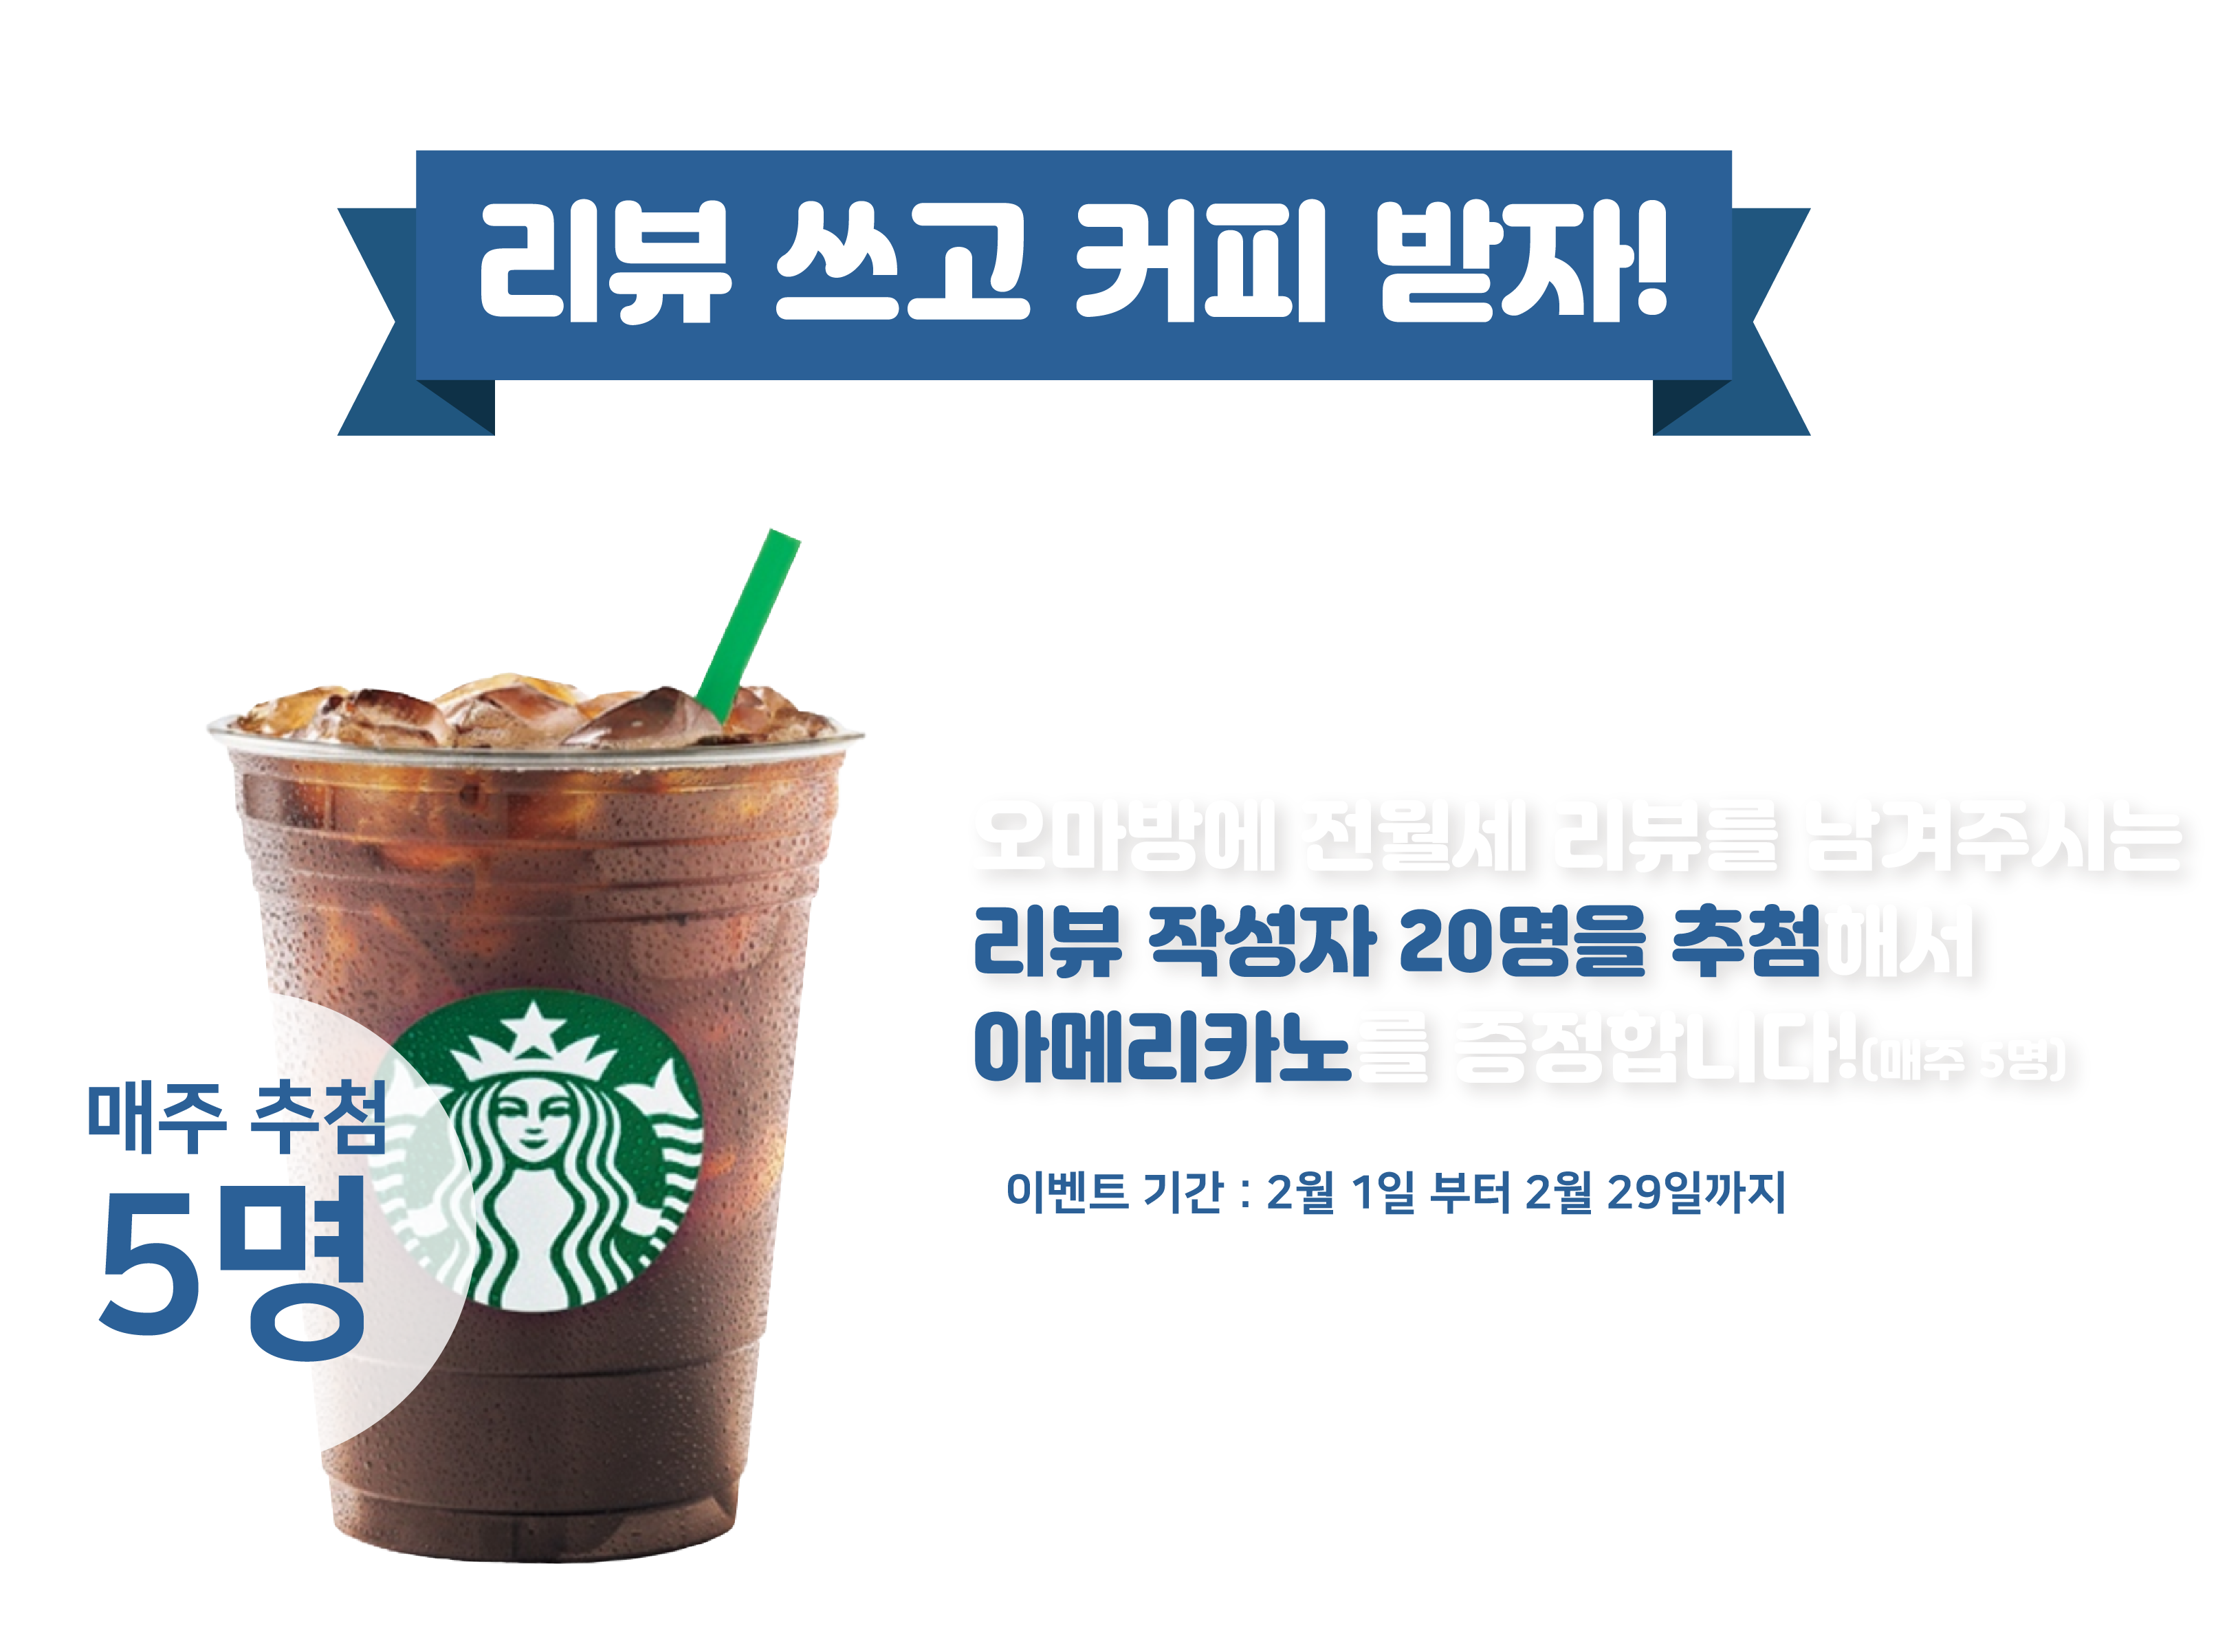 리뷰 쓰고 커피 받자!
오마방에 전월세 리뷰를 남겨주시는
리뷰 작성자 20명을 추첨해서
아메리카노를 증정합니다!(매주 5명)
매주 추첨
5명
이벤트 기간 : 2월 1일 부터 2월 29일까지